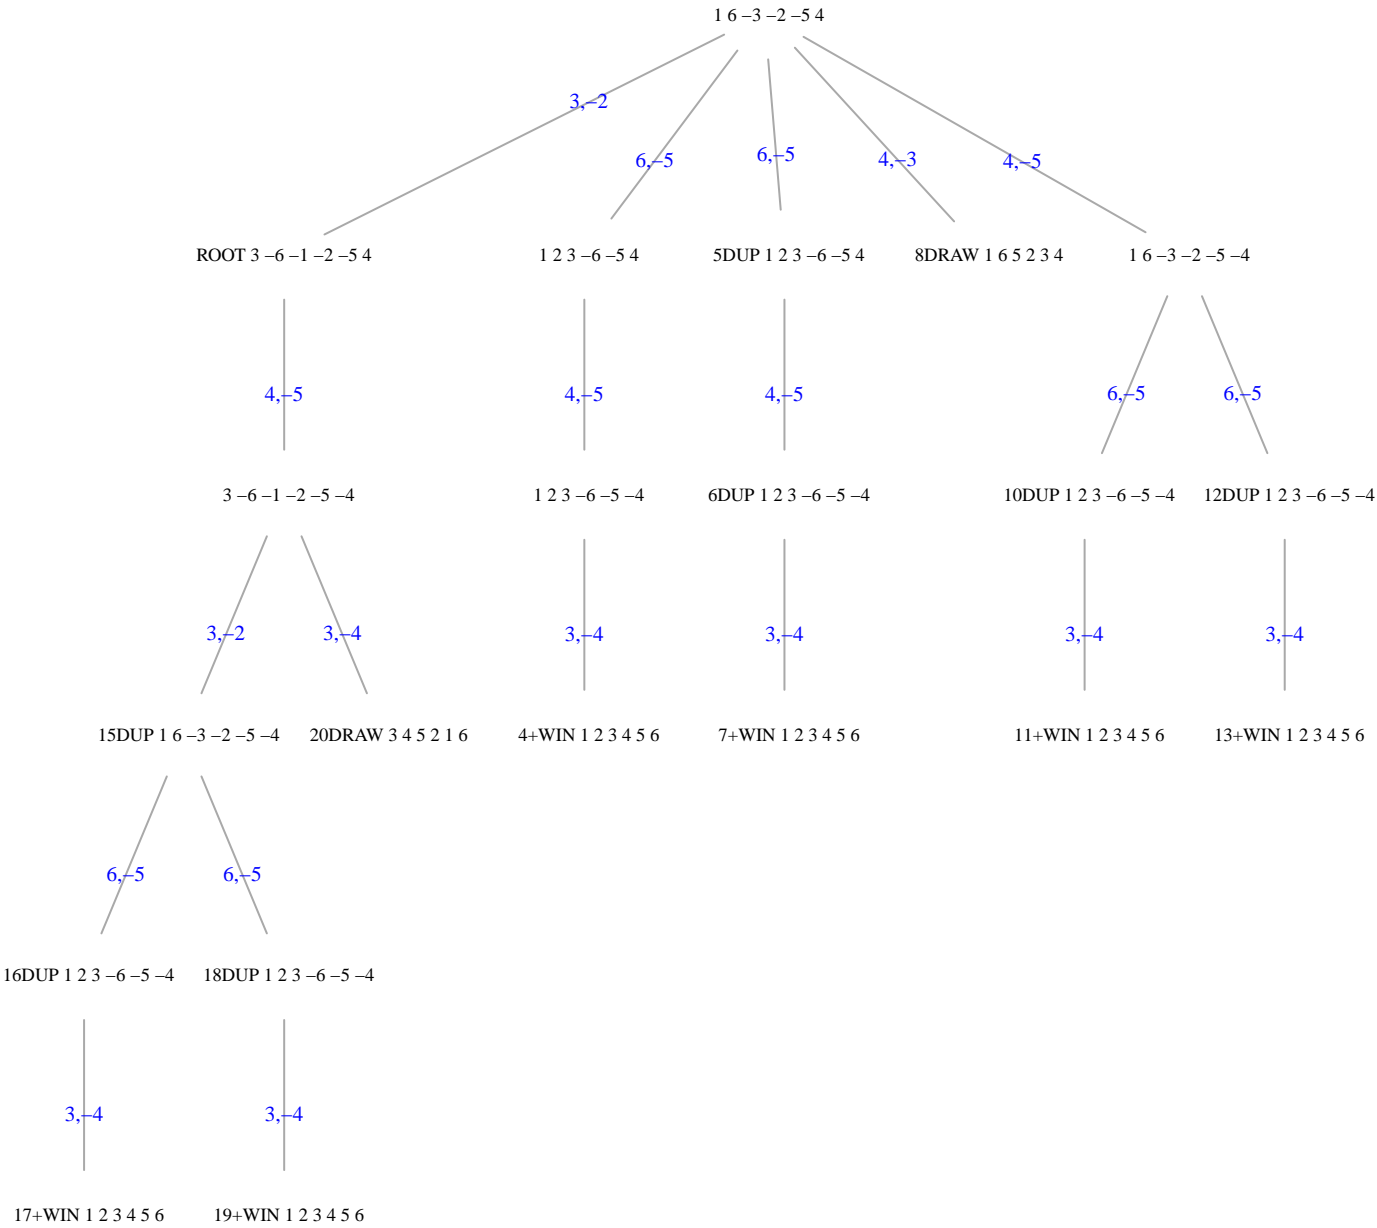 1 6 –3 –2 –5 4
3,–2
6,–5
6,–5
4,–3
4,–5
ROOT 3 –6 –1 –2 –5 4
1 2 3 –6 –5 4
5DUP 1 2 3 –6 –5 4
8DRAW 1 6 5 2 3 4
1 6 –3 –2 –5 –4
4,–5
4,–5
4,–5
6,–5
6,–5
3 –6 –1 –2 –5 –4
1 2 3 –6 –5 –4
6DUP 1 2 3 –6 –5 –4
10DUP 1 2 3 –6 –5 –4
12DUP 1 2 3 –6 –5 –4
3,–2
3,–4
3,–4
3,–4
3,–4
3,–4
15DUP 1 6 –3 –2 –5 –4
20DRAW 3 4 5 2 1 6
4+WIN 1 2 3 4 5 6
7+WIN 1 2 3 4 5 6
11+WIN 1 2 3 4 5 6
13+WIN 1 2 3 4 5 6
6,–5
6,–5
16DUP 1 2 3 –6 –5 –4
18DUP 1 2 3 –6 –5 –4
3,–4
3,–4
17+WIN 1 2 3 4 5 6
19+WIN 1 2 3 4 5 6